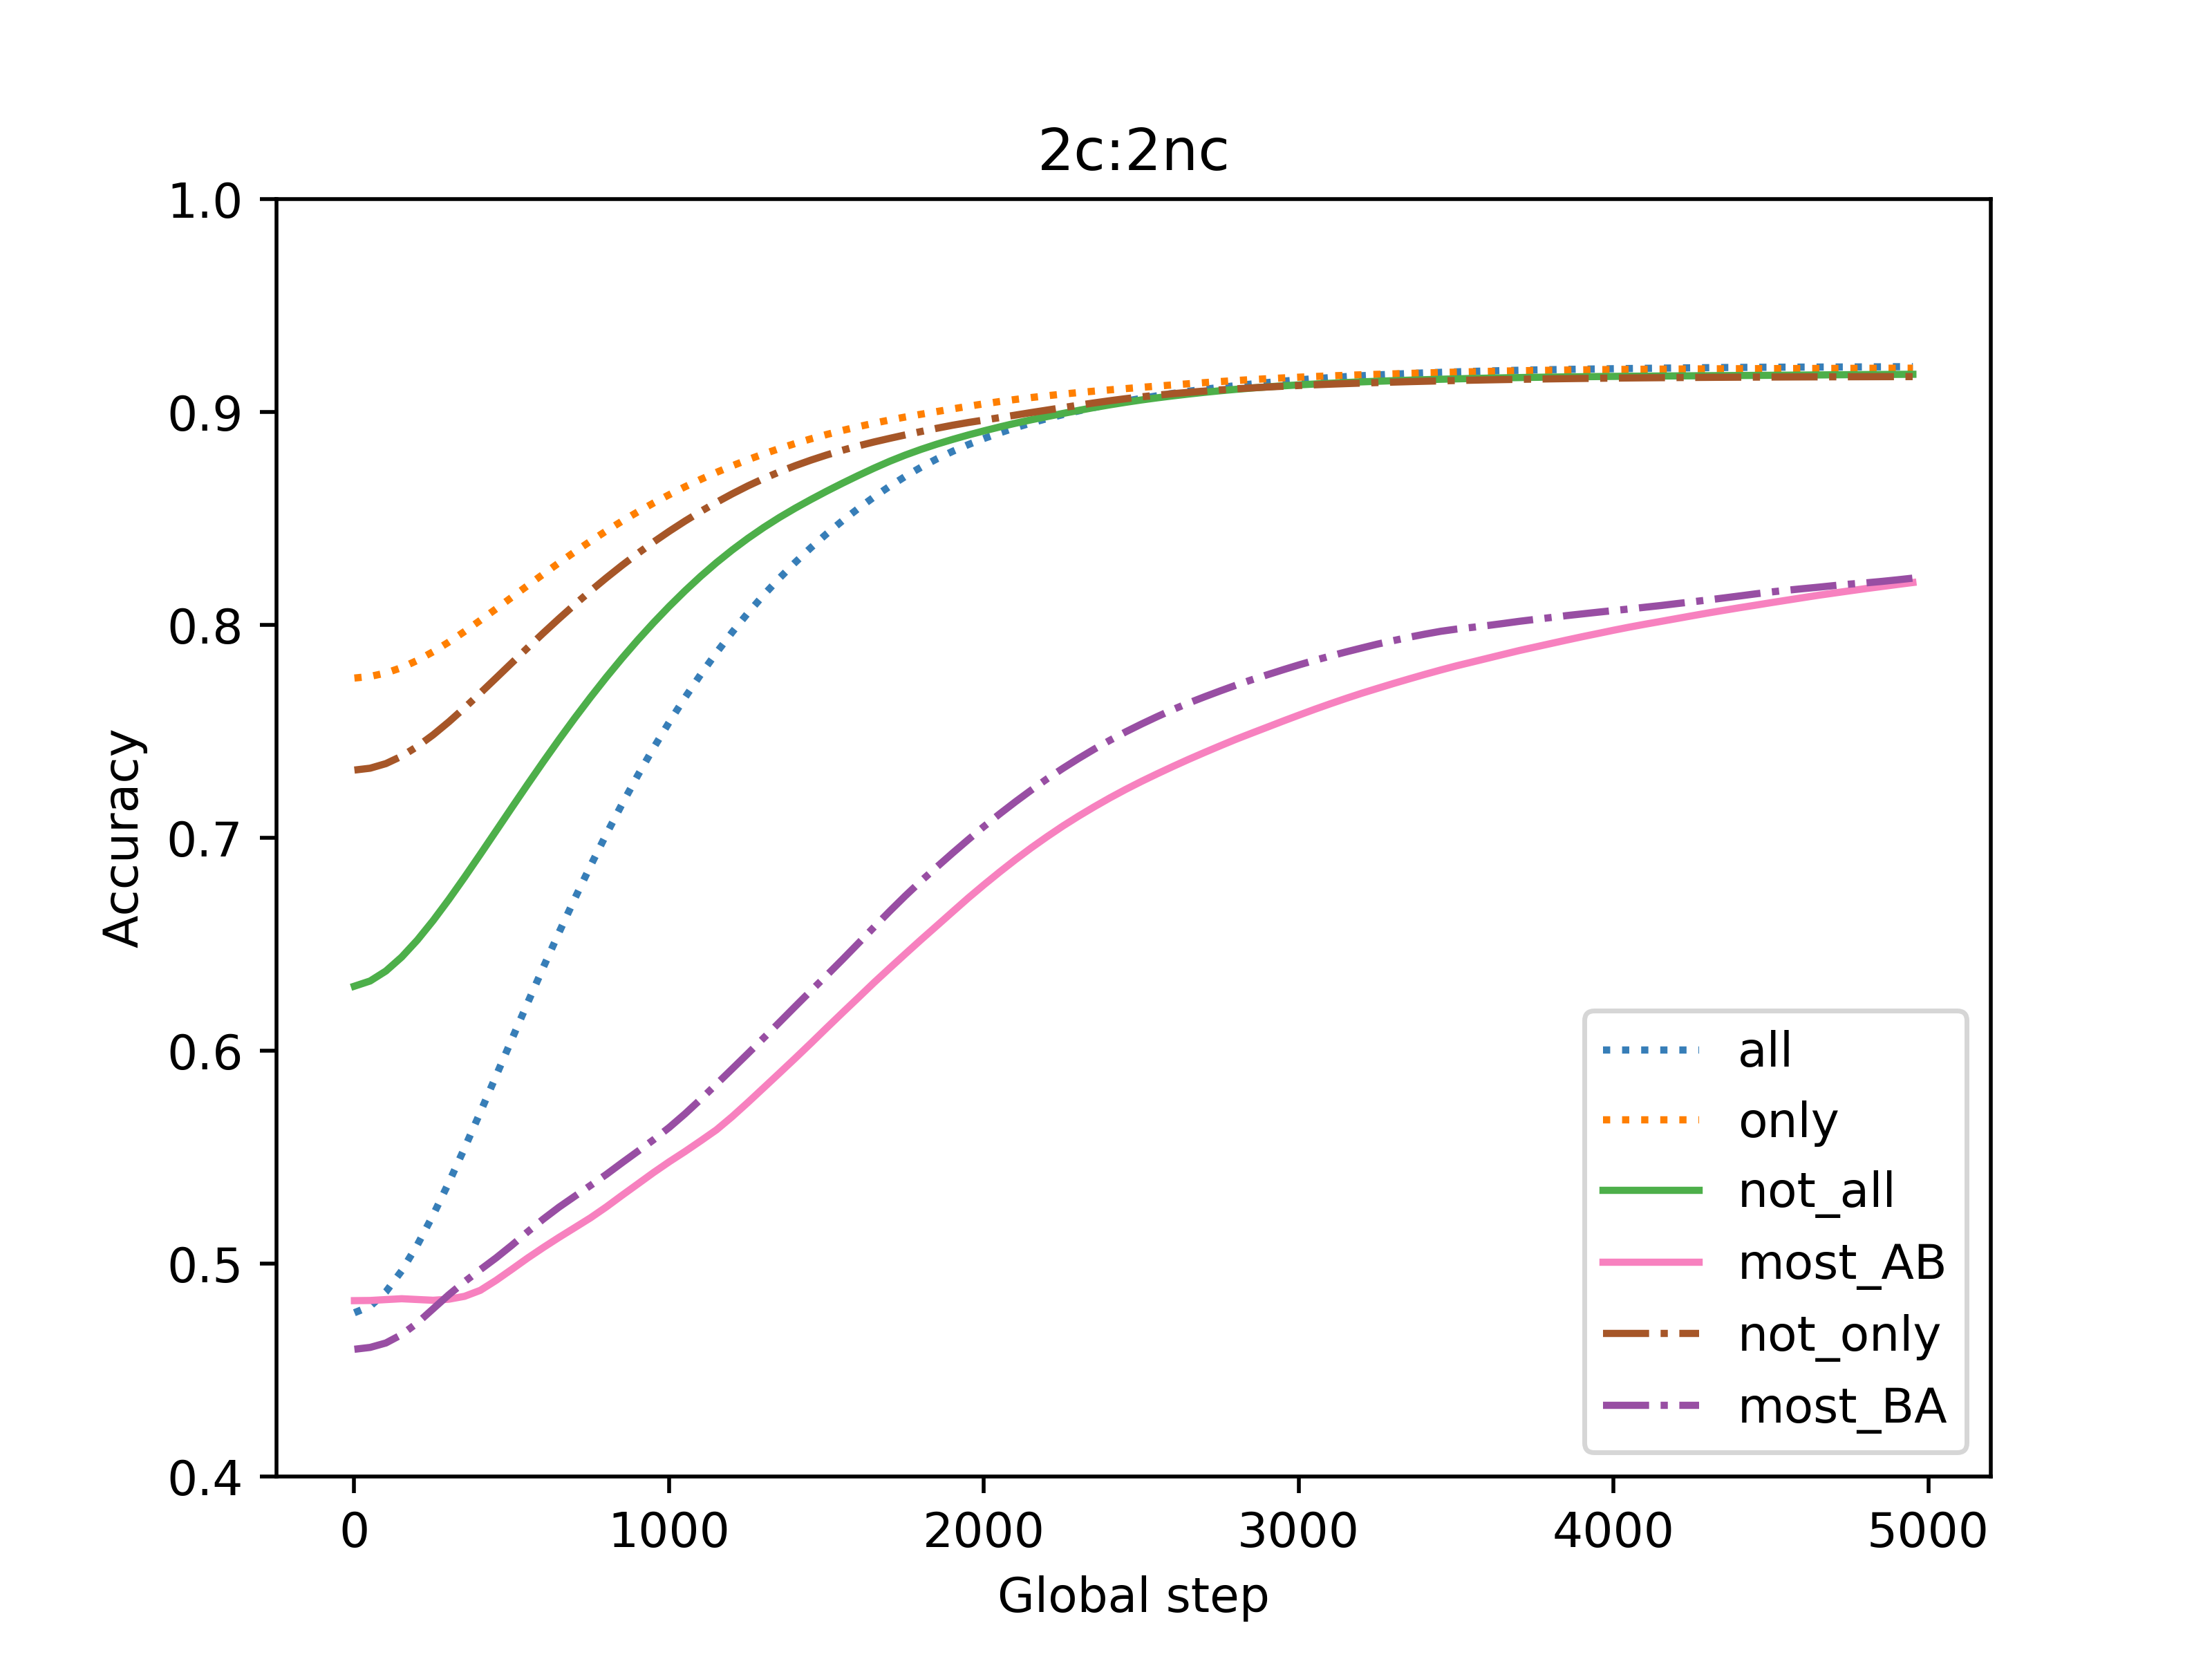 2c:2nc
1.0
0.9
0.8
0.7
0.6
0.5
0.4
Accuracy
0 1000 2000 3000 4000 5000
Global step
all
only
not_all
most_AB
not_only
most_BA